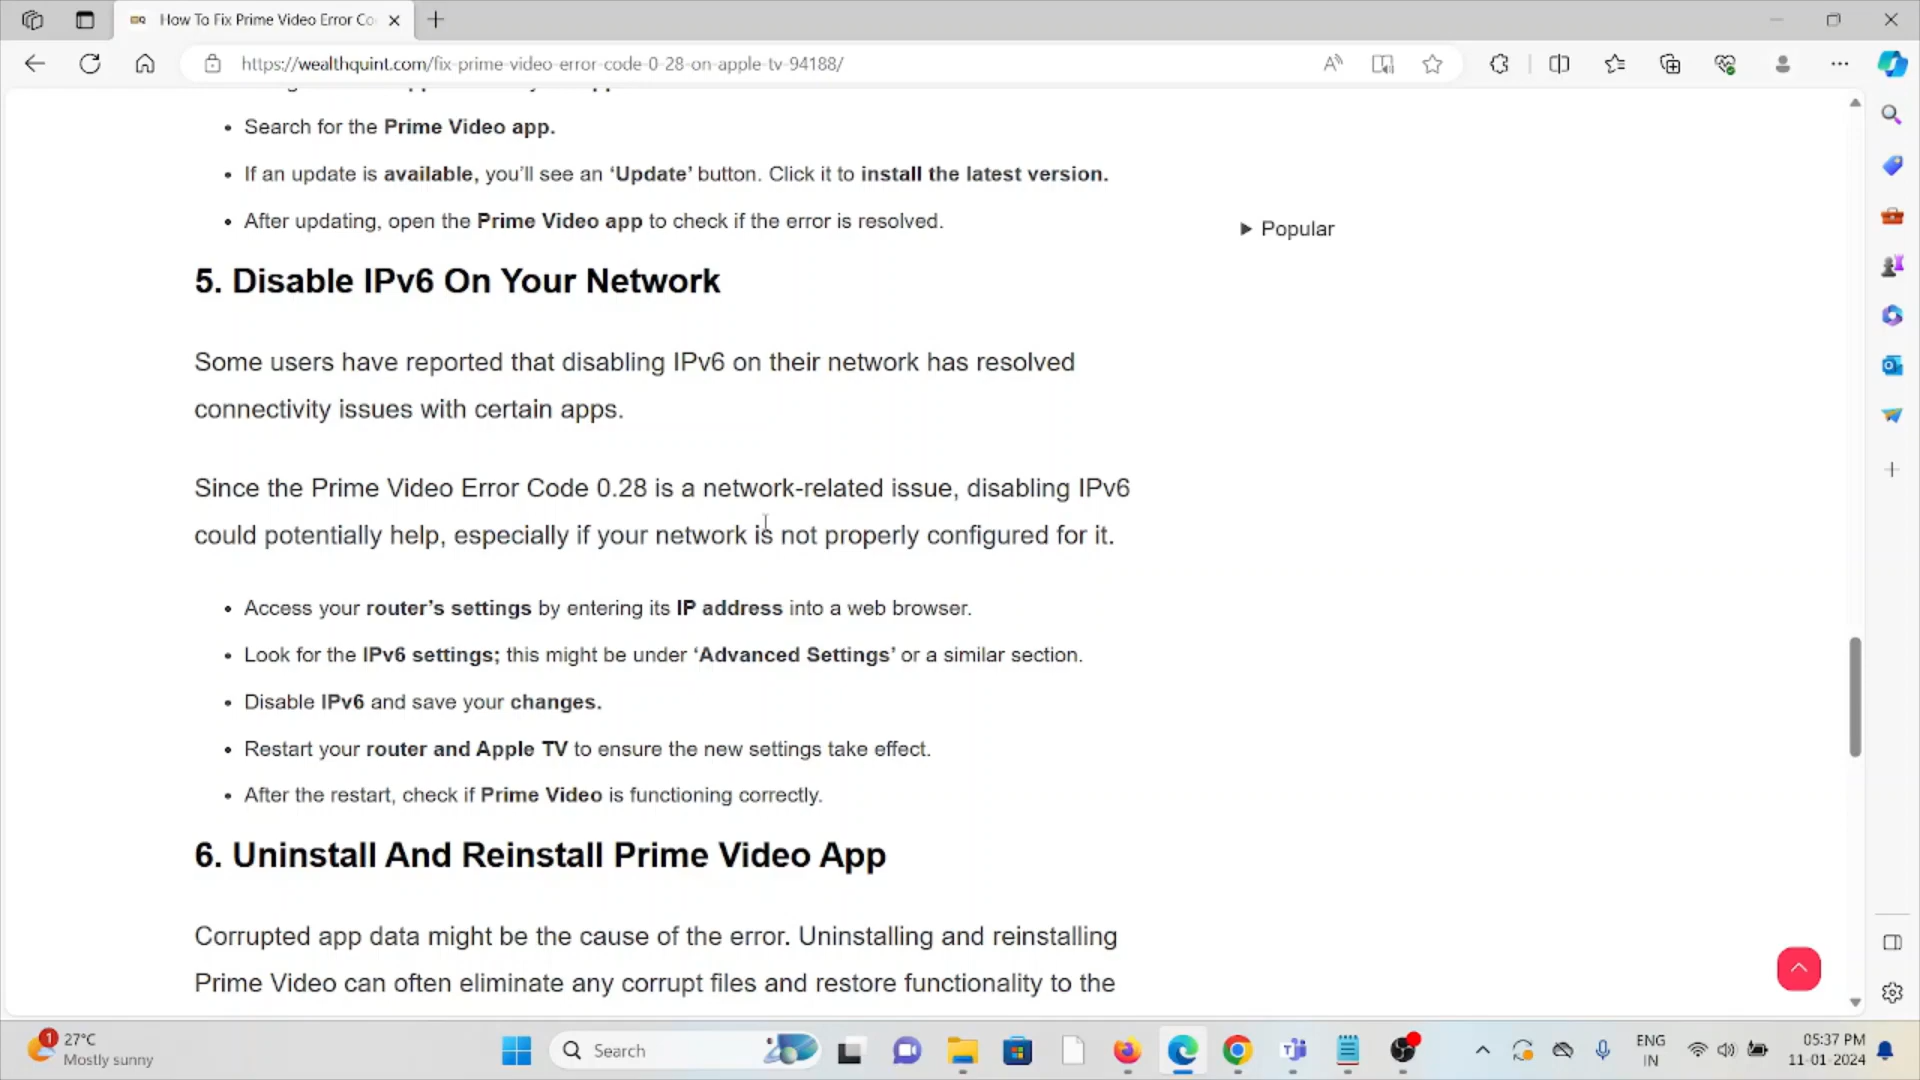 How To Fix Prime Video Error Co
https://wealthquint.com/fix-prime-video-error-code-0-28-on-apple-tv-94188/
• Search for the Prime Video app.
• If an update is available, you’ll see an ‘Update’ button. Click it to install the latest version.
• After updating, open the Prime Video app to check if the error is resolved.
Popular
5. Disable IPv6 On Your Network
Some users have reported that disabling IPv6 on their network has resolved
connectivity issues with certain apps.
Since the Prime Video Error Code 0.28 is a network-related issue, disabling IPv6
could potentially help, especially if your network is not properly configured for it.
• Access your router’s settings by entering its IP address into a web browser.
• Look for the IPv6 settings; this might be under ‘Advanced Settings’ or a similar section.
• Disable IPv6 and save your changes.
• Restart your router and Apple TV to ensure the new settings take effect.
• After the restart, check if Prime Video is functioning correctly.
6. Uninstall And Reinstall Prime Video App
Corrupted app data might be the cause of the error. Uninstalling and reinstalling
Prime Video can often eliminate any corrupt files and restore functionality to the
1
27°C
Mostly sunny
Search
ENG
IN
05:37 PM
11-01-2024